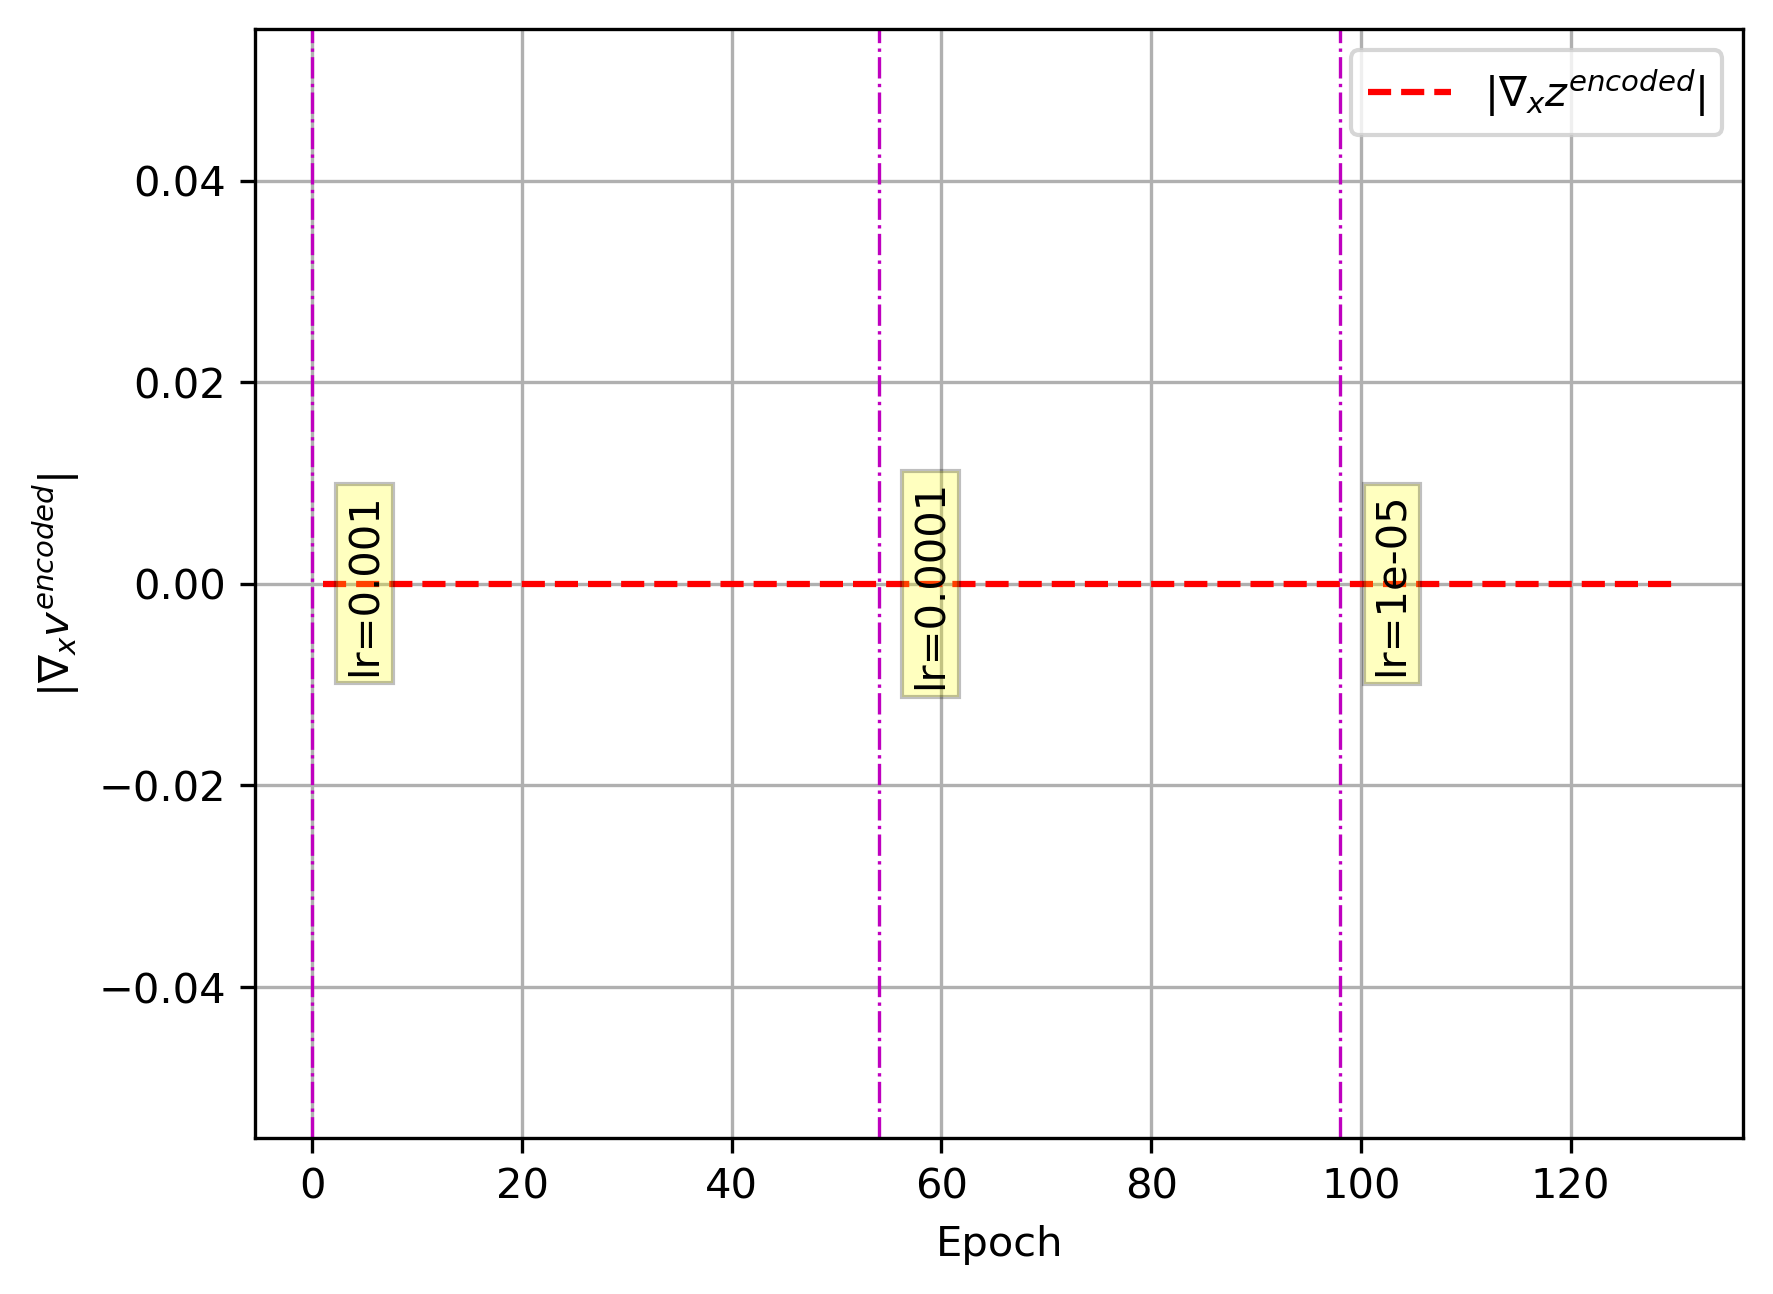 |∇ₓz^{encoded}|
0.04
0.02
0.00
−0.02
−0.04
|∇ₓv^{encoded}|
lr=0.001
lr=0.0001
lr=1e-05
0 20 40 60 80 100 120
Epoch